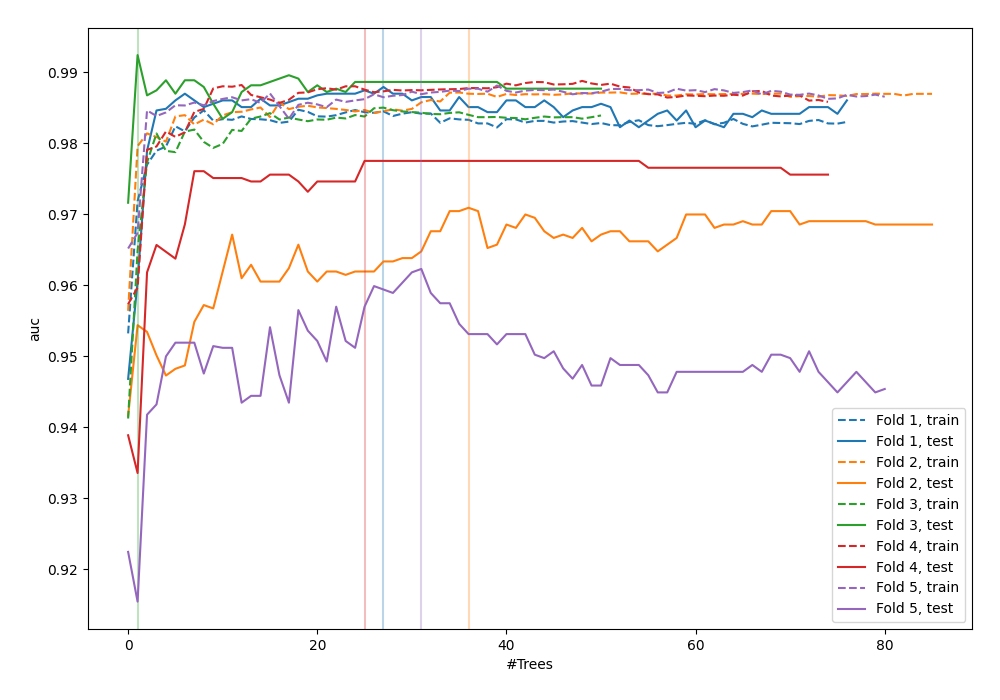 0.99
0.98
0.97
0.96
0.95
0.94
0.93
0.92
auc
0
20
40
60
80
#Trees
Fold 1, train
Fold 1, test
Fold 2, train
Fold 2, test
Fold 3, train
Fold 3, test
Fold 4, train
Fold 4, test
Fold 5, train
Fold 5, test